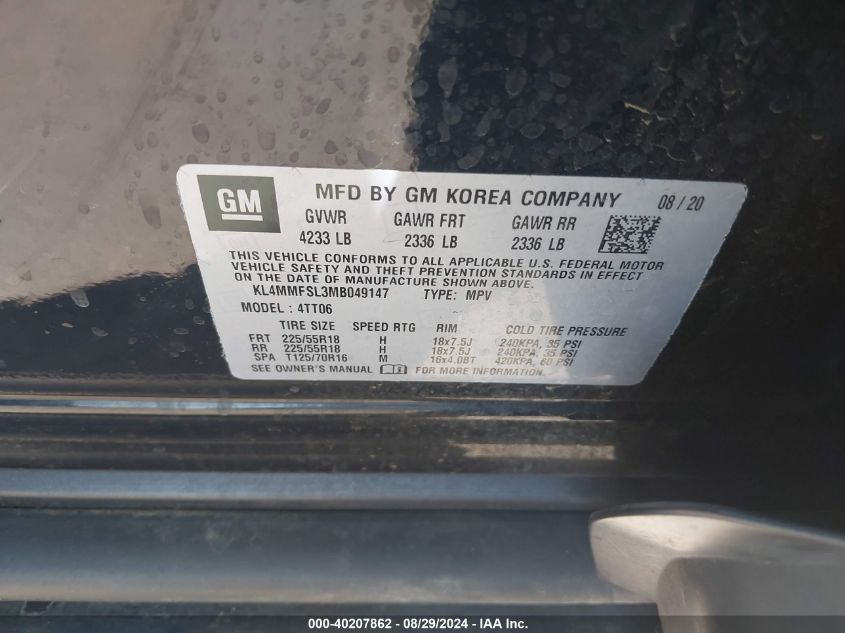 GM
MFD BY GM KOREA COMPANY 08/20
GVWR GAWR FRT GAWR RR
4233 LB 2336 LB 2336 LB
THIS VEHICLE CONFORMS TO ALL APPLICABLE U.S. FEDERAL MOTOR
VEHICLE SAFETY AND THEFT PREVENTION STANDARDS IN EFFECT
ON THE DATE OF MANUFACTURE SHOWN ABOVE.
KL4MMFSL3MB049147 TYPE: MPV
MODEL: 4TT06
TIRE SIZE SPEED RTG RIM COLD TIRE PRESSURE
FRT 225/55R18 H 18x7.5J 240KPA, 35 PSI
RR 225/55R18 H 18x7.5J 240KPA, 35 PSI
SPA T125/70R16 M 16x4.0BT 420KPA, 60 PSI
SEE OWNER'S MANUAL FOR MORE INFORMATION.
000-40207862 - 08/29/2024 - IAA Inc.